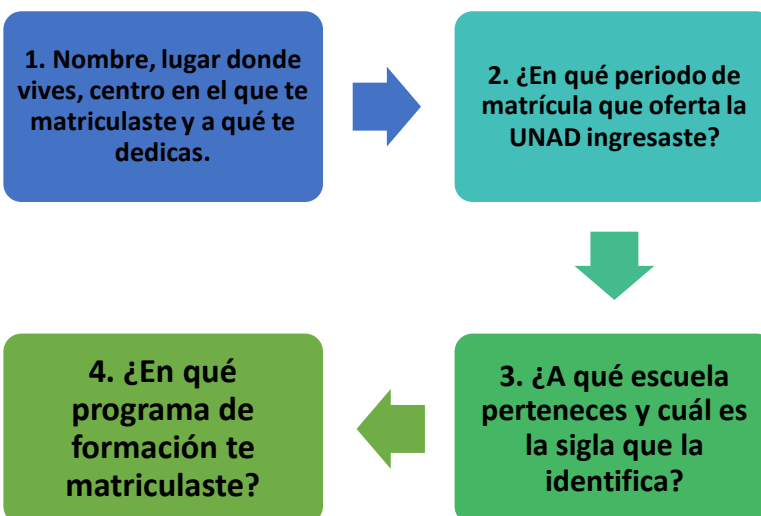 1. Nombre, lugar donde
vives, centro en el que te
matriculaste y a qué te
dedicas.
2. ¿En qué periodo de
matrícula que oferta la
UNAD ingresaste?
3. ¿A qué escuela
perteneces y cuál es
la sigla que la
identifica?
4. ¿En qué
programa de
formación te
matriculaste?